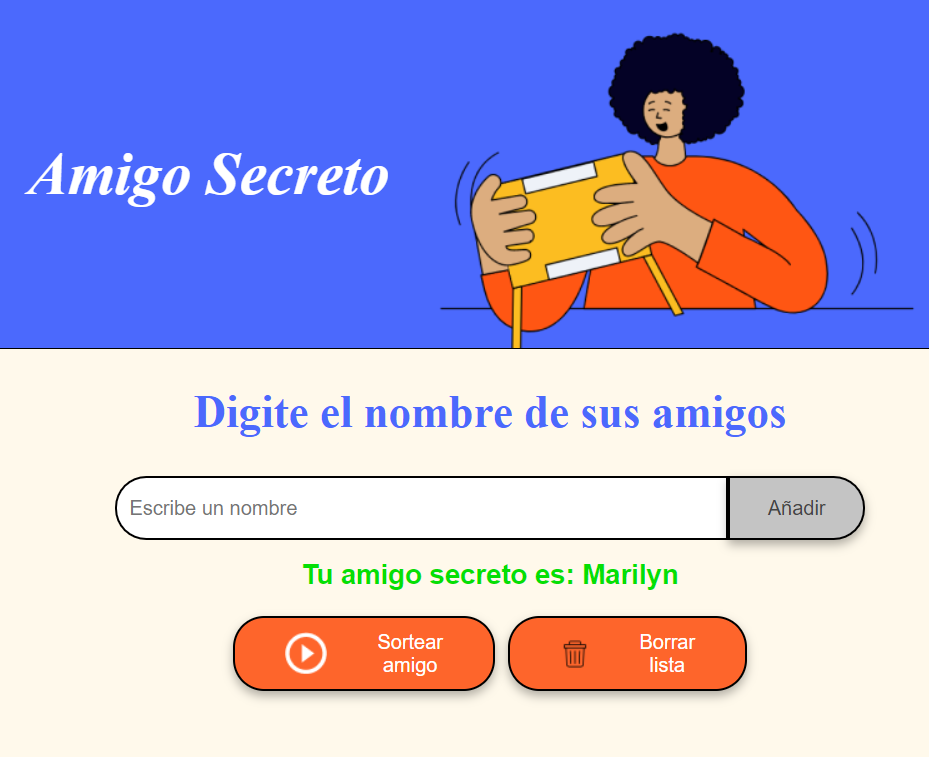 Amigo Secreto
Digite el nombre de sus amigos
Escribe un nombre
Añadir
Tu amigo secreto es: Marilyn
Sortear
amigo
Borrar
lista